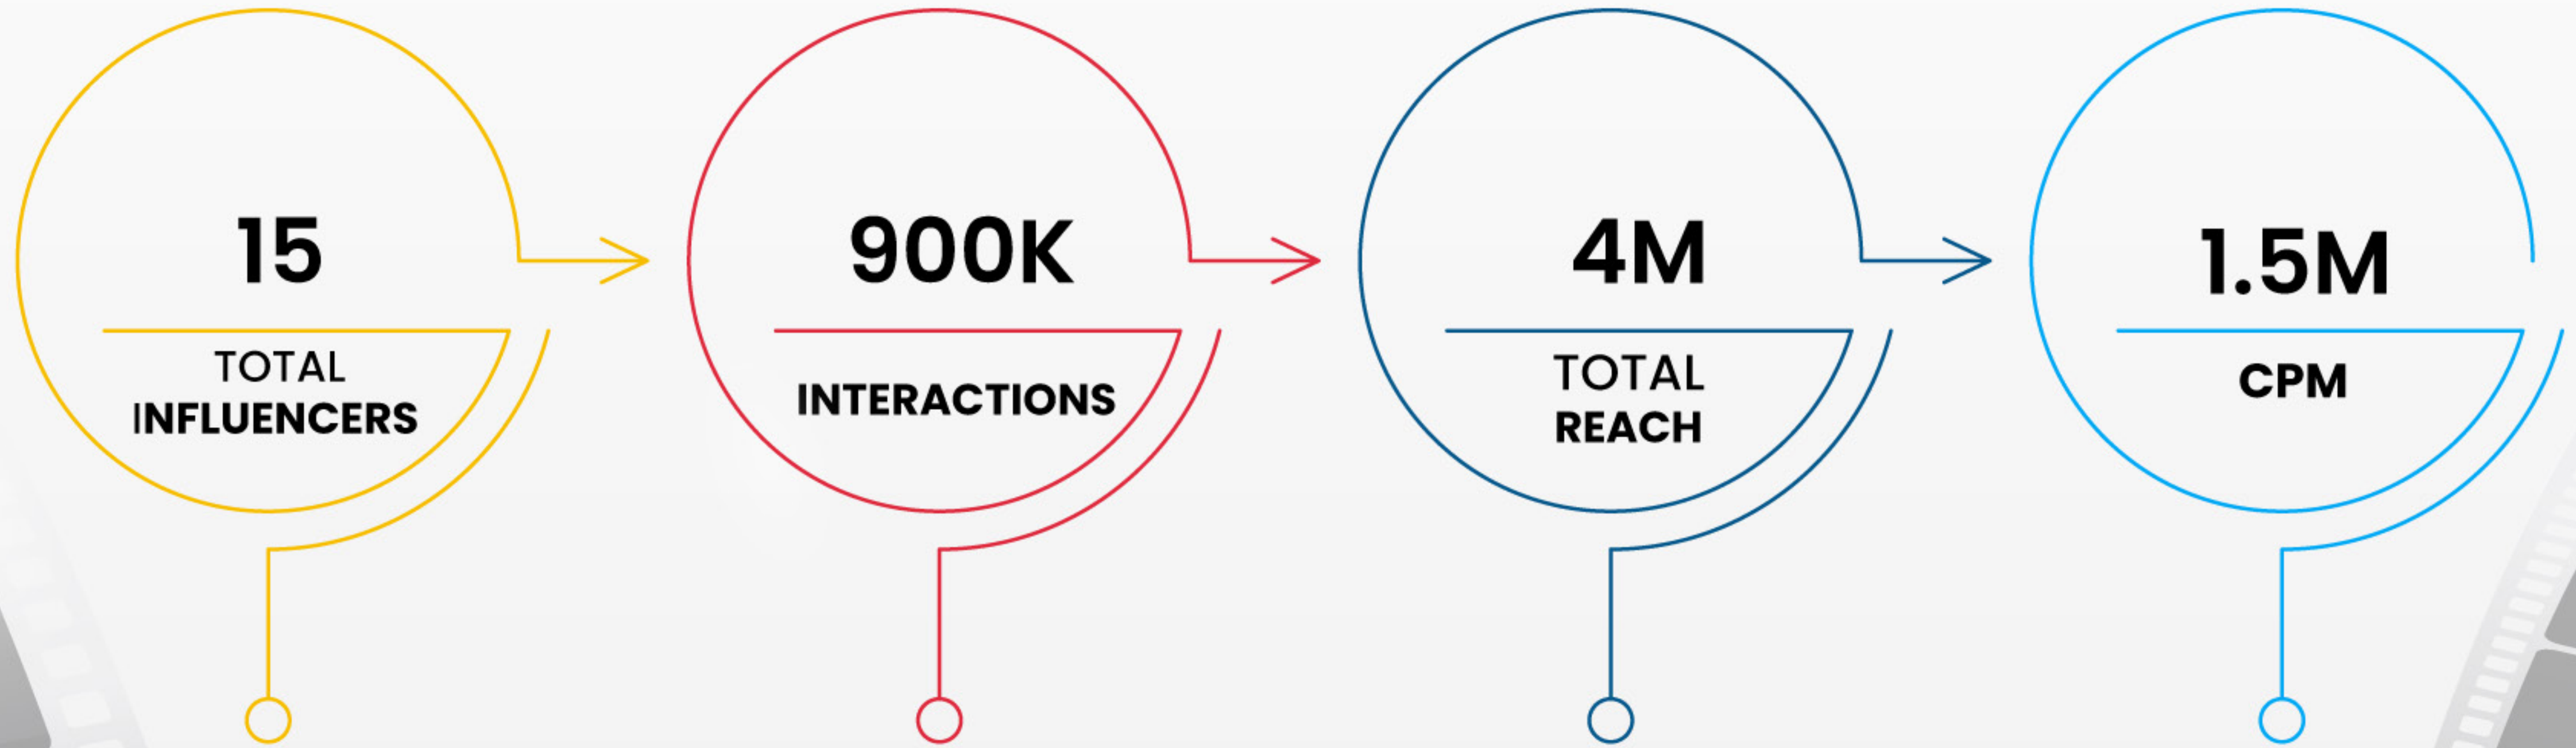 15
TOTAL
INFLUENCERS
900K
INTERACTIONS
4M
TOTAL
REACH
1.5M
CPM